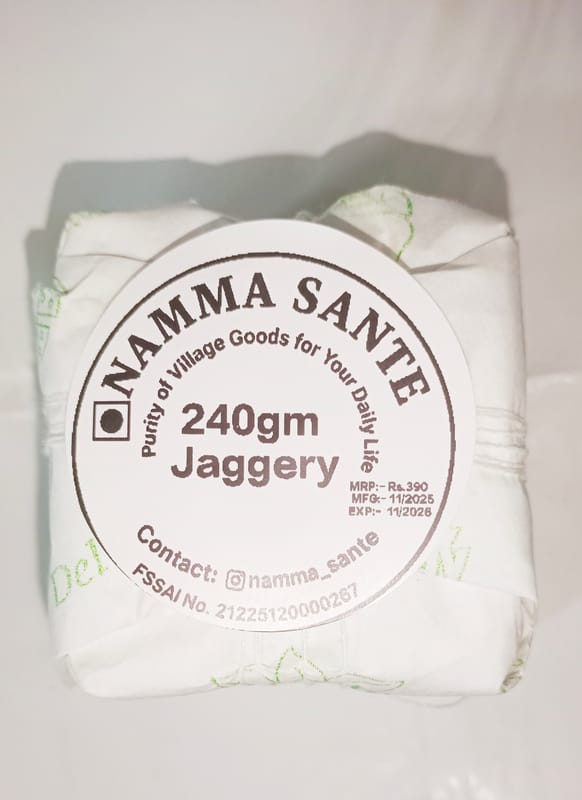 NAMMA SANTE
Purity of Village Goods for Your Daily Life
240gm
Jaggery
MRP:- Rs.390
MFG:- 11/2025
EXP:- 11/2026
Contact: namma_sante
FSSAI No. 21225120000267